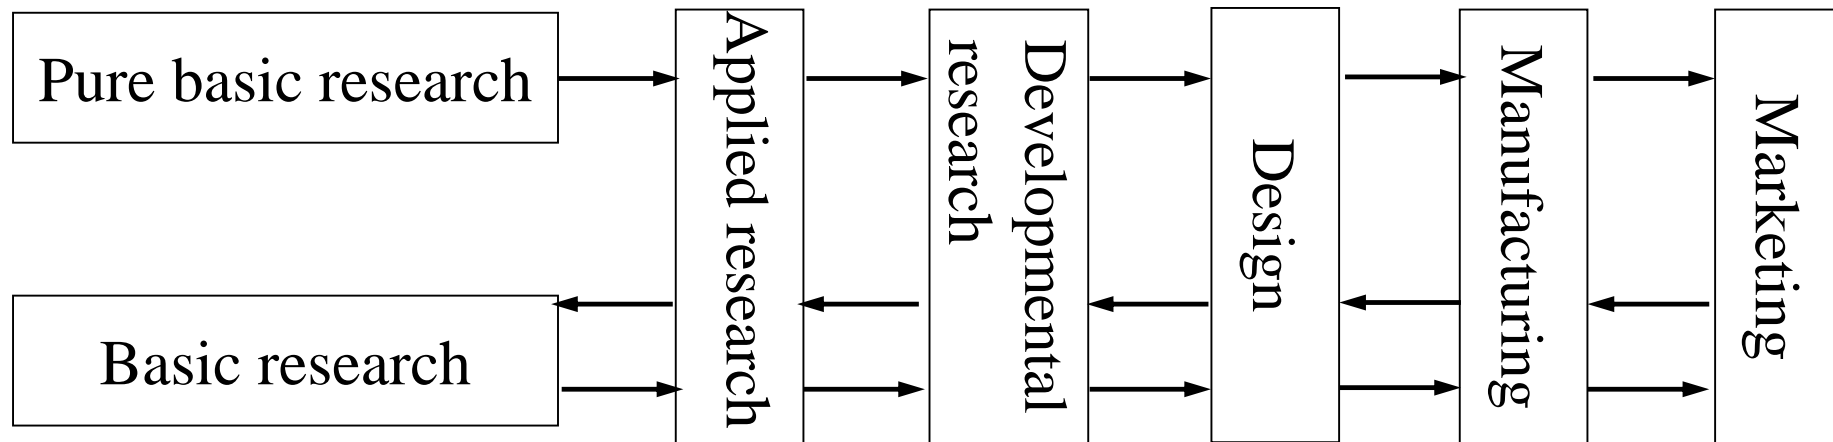 Pure basic research
Basic research
Applied research
Developmental
research
Design
Manufacturing
Marketing